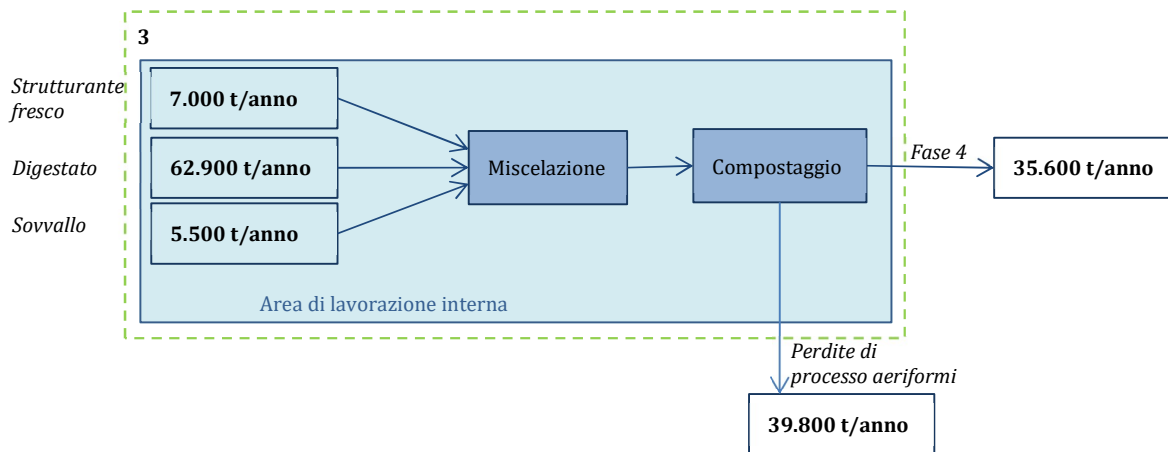 3
Strutturante
fresco
7.000 t/anno
Digestato
62.900 t/anno
Miscelazione
Compostaggio
Fase 4
35.600 t/anno
Sovvallo
5.500 t/anno
Area di lavorazione interna
Perdite di
processo aeriformi
39.800 t/anno